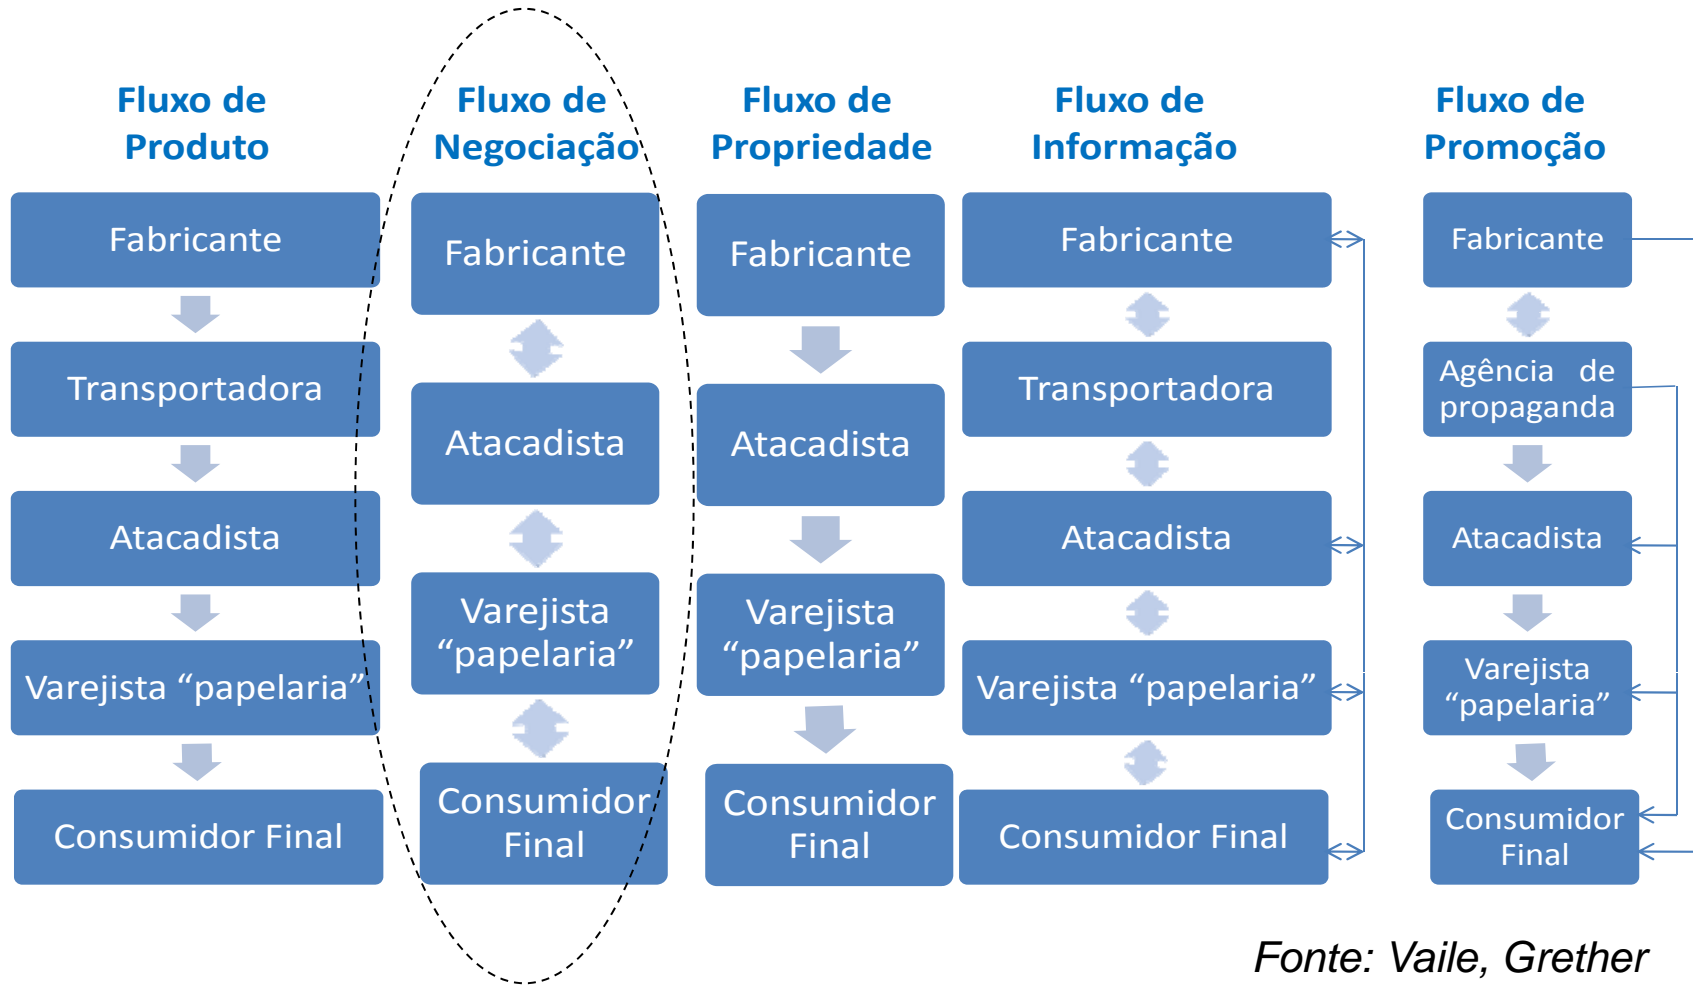 Fluxo de
Produto
Fabricante
Transportadora
Atacadista
Varejista “papelaria”
Consumidor Final
Fluxo de
Negociação
Fabricante
Atacadista
Varejista
“papelaria”
Consumidor
Final
Fluxo de
Propriedade
Fabricante
Atacadista
Varejista
“papelaria”
Consumidor
Final
Fluxo de
Informação
Fabricante
Transportadora
Atacadista
Varejista “papelaria”
Consumidor Final
Fluxo de
Promoção
Fabricante
Agência de
propaganda
Atacadista
Varejista
“papelaria”
Consumidor
Final
Fonte: Vaile, Grether